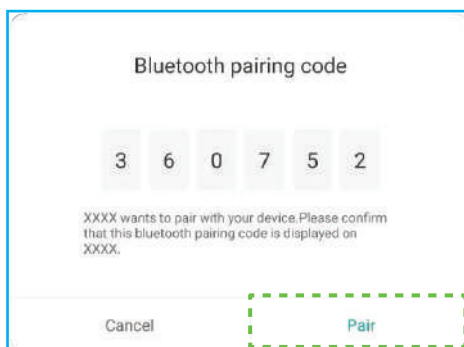 Bluetooth pairing code
3 6 0 7 5 2
XXXX wants to pair with your device.Please confirm
that this bluetooth pairing code is displayed on
XXXX.
Cancel Pair